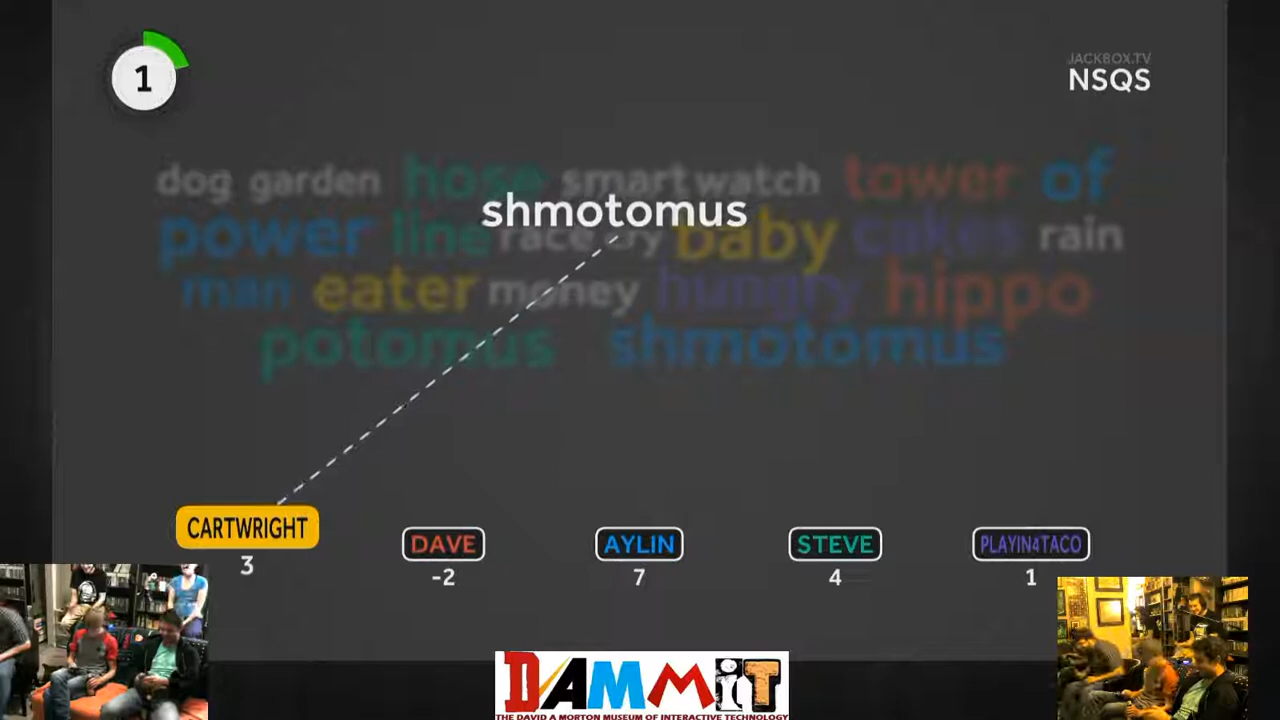 1
JACKBOX.TV
NSQS
dog garden hose smartwatch tower of
shmotomus
power line race baby cakes rain
man eater money hungry hippo
potomus shmotomus
CARTWRIGHT DAVE AYLIN STEVE PLAYIN4TACO
3 -2 7 4 1
DAMMIT
THE DAVID A MORTON MUSEUM OF INTERACTIVE TECHNOLOGY